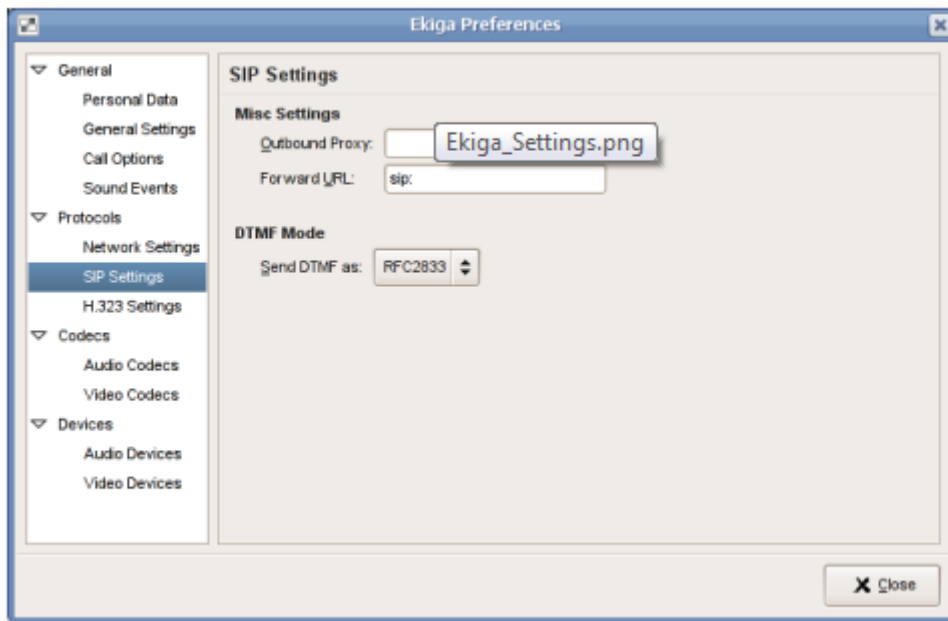 Ekiga Preferences
General
Personal Data
General Settings
Call Options
Sound Events
Protocols
Network Settings
SIP Settings
H.323 Settings
Codecs
Audio Codecs
Video Codecs
Devices
Audio Devices
Video Devices
SIP Settings
Misc Settings
Outbound Proxy:
Ekiga_Settings.png
Forward URL: sip:
DTMF Mode
Send DTMF as: RFC2833
Close